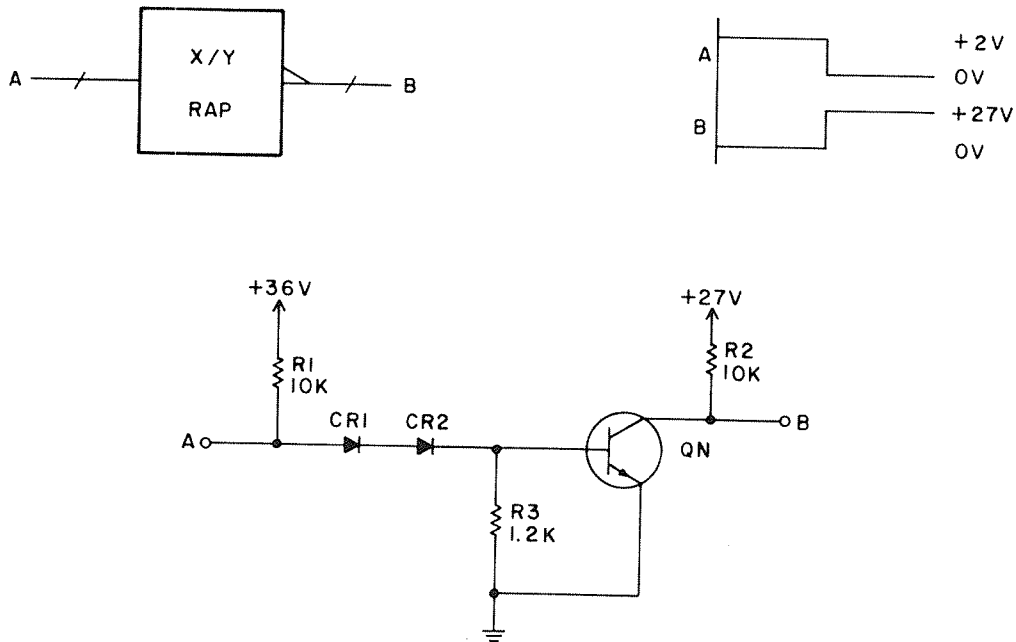 X/Y
A
B
RAP
A
+2V
0V
B
+27V
0V
+36V
+27V
R1
10K
R2
10K
CR1
CR2
A
B
QN
R3
1.2K